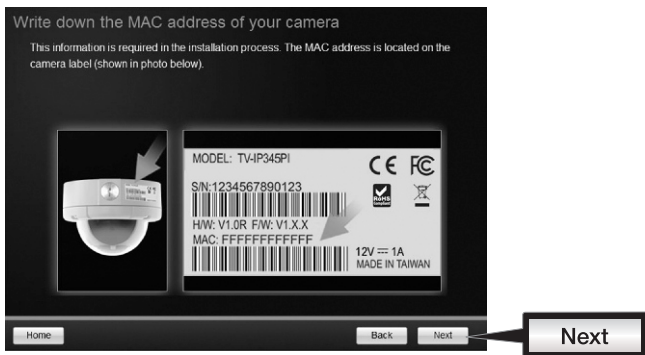 Write down the MAC address of your camera
This information is required in the installation process. The MAC address is located on the
camera label (shown in photo below).
MODEL: TV-IP345PI
CE FC
S/N:1234567890123
RoHS
Compliant
H/W: V1.0R F/W: V1.X.X
MAC: FFFFFFFFFFFF
12V ⎓ 1A
MADE IN TAIWAN
Home
Back
Next
Next